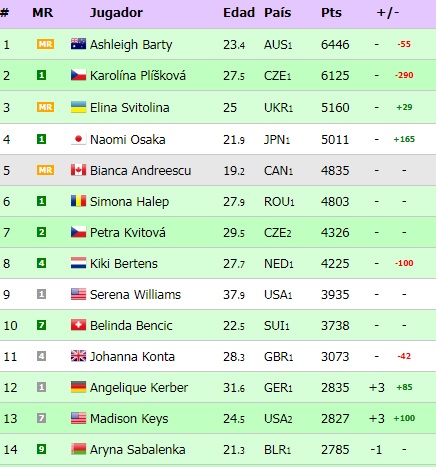 # MR Jugador Edad País Pts +/-
1 MR Ashleigh Barty 23.4 AUS1 6446 - -55
2 1 Karolína Plíšková 27.5 CZE1 6125 - -290
3 MR Elina Svitolina 25 UKR1 5160 - +29
4 1 Naomi Osaka 21.9 JPN1 5011 - +165
5 MR Bianca Andreescu 19.2 CAN1 4835 - -
6 1 Simona Halep 27.9 ROU1 4803 - -
7 2 Petra Kvitová 29.5 CZE2 4326 - -
8 4 Kiki Bertens 27.7 NED1 4225 - -100
9 1 Serena Williams 37.9 USA1 3935 - -
10 7 Belinda Bencic 22.5 SUI1 3738 - -
11 4 Johanna Konta 28.3 GBR1 3073 - -42
12 1 Angelique Kerber 31.6 GER1 2835 +3 +85
13 7 Madison Keys 24.5 USA2 2827 +3 +100
14 9 Aryna Sabalenka 21.3 BLR1 2785 -1 -